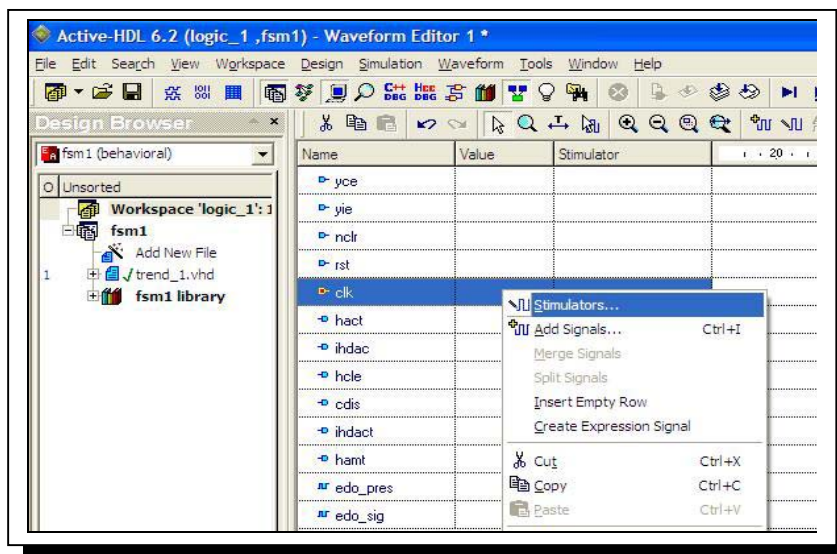 Active-HDL 6.2 (logic_1 ,fsm1) - Waveform Editor 1 *
File Edit Search View Workspace Design Simulation Waveform Tools Window Help
Design Browser
fsm1 (behavioral)
Name Value Stimulator 20
O Unsorted
Workspace 'logic_1': 1
fsm1
Add New File
1 trend_1.vhd
fsm1 library
yce
yie
nclr
rst
clk
hact
ihdac
hcle
cdis
ihdact
hamt
edo_pres
edo_sig
Stimulators...
Add Signals... Ctrl+I
Merge Signals
Split Signals
Insert Empty Row
Create Expression Signal
Cut Ctrl+X
Copy Ctrl+C
Paste Ctrl+V